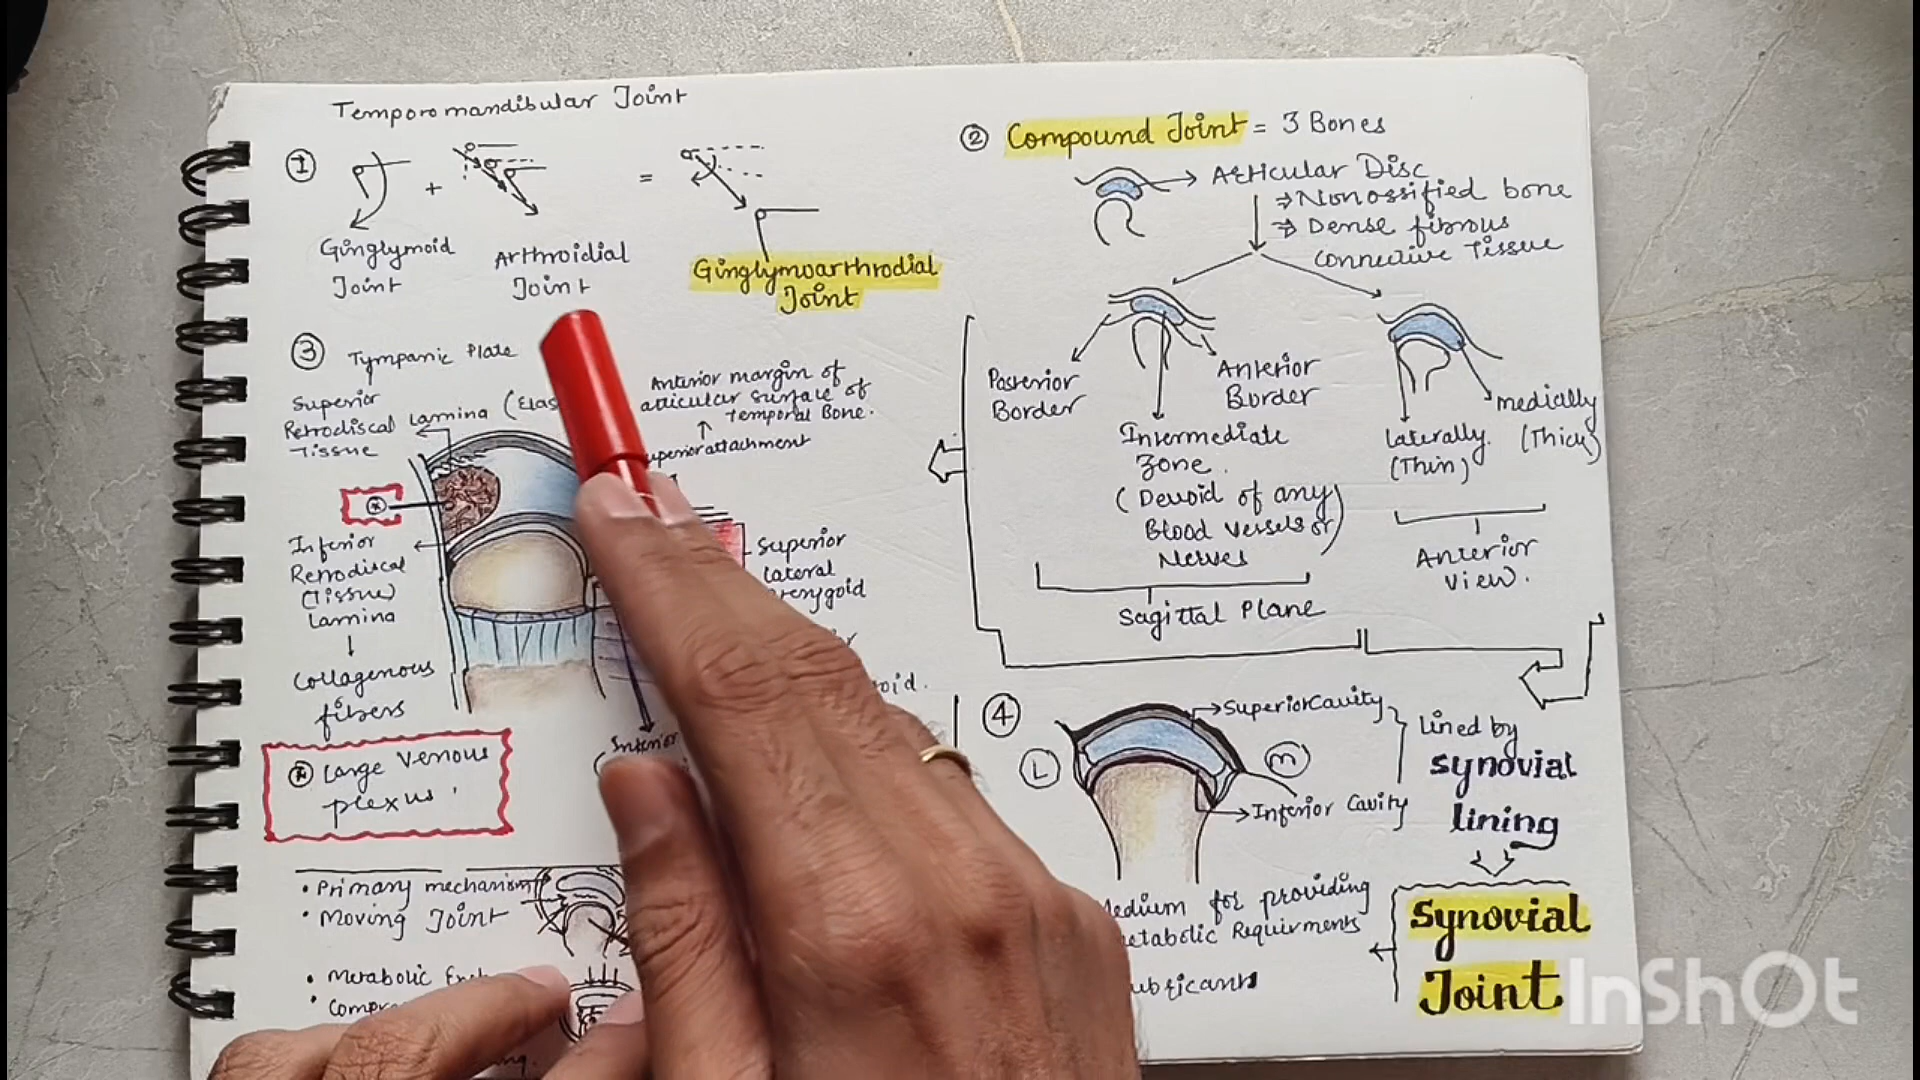 Temporomandibular Joint
①
+
=
Ginglymoid
Joint
Arthroidial
Joint
Ginglymoarthrodial
Joint
② Compound Joint = 3 Bones
Articular Disc
⇒ Nonossified bone
⇒ Dense fibrous
connective Tissue
Posterior
Border
Intermediate
Zone.
(Devoid of any
Blood vessels or
Nerves)
Anterior
Border
Sagittal Plane
Laterally.
(Thin)
medially
(Thick)
Anterior
View.
③ Tympanic Plate
Superior
Retrodiscal Lamina
Tissue
Anterior margin of
articular surface of
Temporal Bone.
Inferior
Retrodiscal
(Tissue)
Lamina
Collagenous
fibers
Superior
Lateral
Inferior
Large Venous
plexus.
• Primary mechanism
• Moving Joint
• Metabolic
④
L
m
Superior Cavity
Inferior Cavity
Lined by
synovial
lining
Synovial
Joint
for providing
Requirments
InShOt